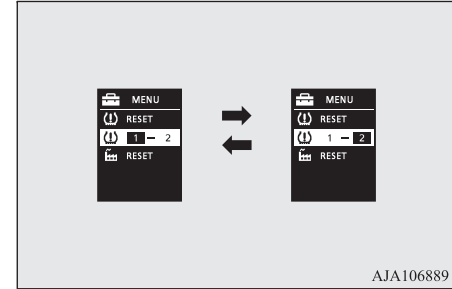 MENU
RESET
1 – 2
RESET
MENU
RESET
1 – 2
RESET
AJA106889